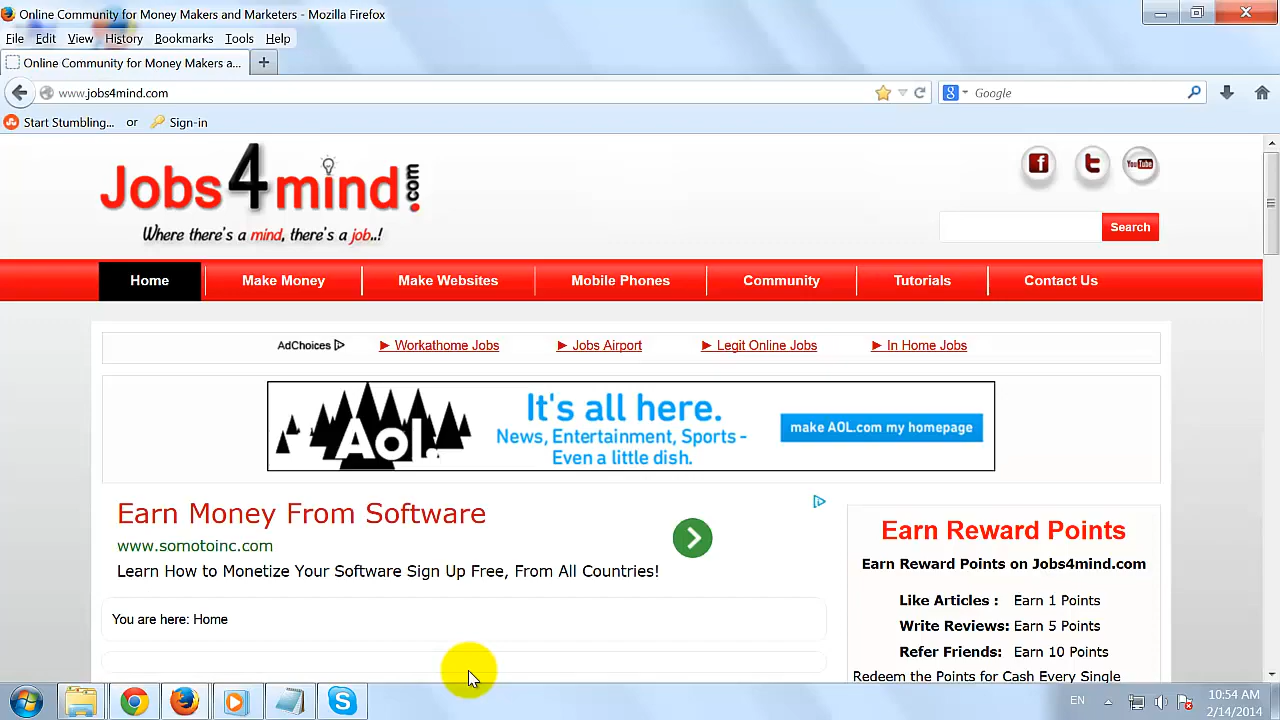 Online Community for Money Makers and Marketers - Mozilla Firefox
File Edit View History Bookmarks Tools Help
Online Community for Money Makers a...
www.jobs4mind.com
Google
Start Stumbling... or Sign-in
Jobs4mind.com
Where there's a mind, there's a job..!
f t YouTube
Search
Home Make Money Make Websites Mobile Phones Community Tutorials Contact Us
AdChoices ► Workathome Jobs ► Jobs Airport ► Legit Online Jobs ► In Home Jobs
Aol.
It's all here.
News, Entertainment, Sports -
Even a little dish.
make AOL.com my homepage
Earn Money From Software
www.somotoinc.com
Learn How to Monetize Your Software Sign Up Free, From All Countries!
You are here: Home
Earn Reward Points
Earn Reward Points on Jobs4mind.com
Like Articles : Earn 1 Points
Write Reviews: Earn 5 Points
Refer Friends: Earn 10 Points
Redeem the Points for Cash Every Single
EN
10:54 AM
2/14/2014